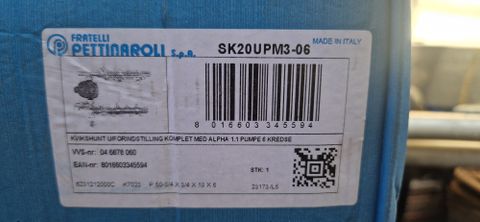 FRATELLI
PETTINAROLI S.p.A.
SK20UPM3-06
MADE IN ITALY
8 016603 345594
KVIKSHUNT U/FORINDSTILLING KOMPLET MED ALPHA 1.1 PUMPE 6 KREDSE
VVS-nr: 04 6678 060
EAN-nr: 8016603345594
STK: 1